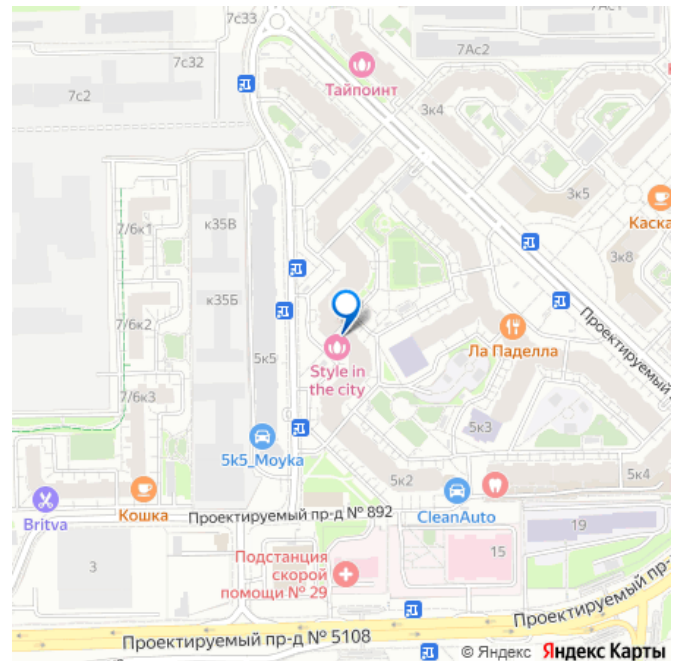 7с33
7Ас1
7с32
7Ас2
7с2
Тайпоинт
3к4
3к5
Каска
7/6к1
к35В
3к8
к35Б
Проектируемый
7/6к2
Ла Паделла
5к5
Style in
the city
7/6к3
5к3
5k5_Moyka
5к2
5к4
Britva
Кошка
Проектируемый пр-д № 892
CleanAuto
19
3
Подстанция
скорой
помощи № 29
15
Проектируемый пр-
Проектируемый пр-д № 5108
© Яндекс Яндекс Карты